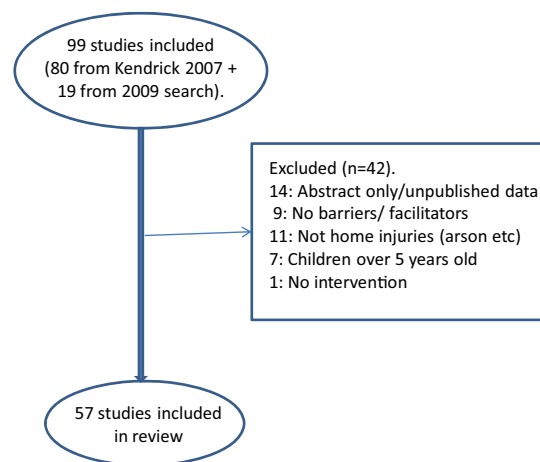 99 studies included
(80 from Kendrick 2007 +
19 from 2009 search).
Excluded (n=42).
14: Abstract only/unpublished data
9: No barriers/ facilitators
11: Not home injuries (arson etc)
7: Children over 5 years old
1: No intervention
57 studies included
in review